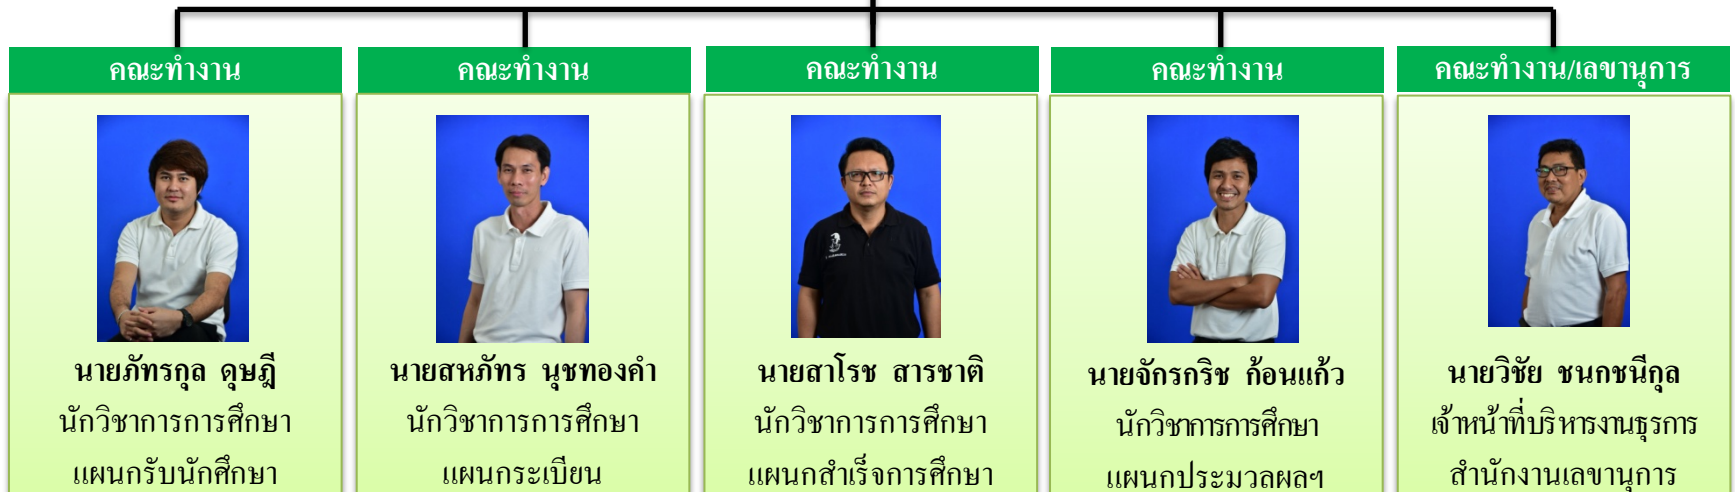 คณะทำงาน
นายภัทรกุล ดุษฎี
นักวิชาการการศึกษา
แผนกรับนักศึกษา
คณะทำงาน
นายสหภัทร นุชทองคำ
นักวิชาการการศึกษา
แผนกระเบียน
คณะทำงาน
นายสาโรช สารชาติ
นักวิชาการการศึกษา
แผนกสำเร็จการศึกษา
คณะทำงาน
นายจักรกริช ก้อนแก้ว
นักวิชาการการศึกษา
แผนกประมวลผลฯ
คณะทำงาน/เลขานุการ
นายวิชัย ชนกชนีกุล
เจ้าหน้าที่บริหารงานธุรการ
สำนักงานเลขานุการ